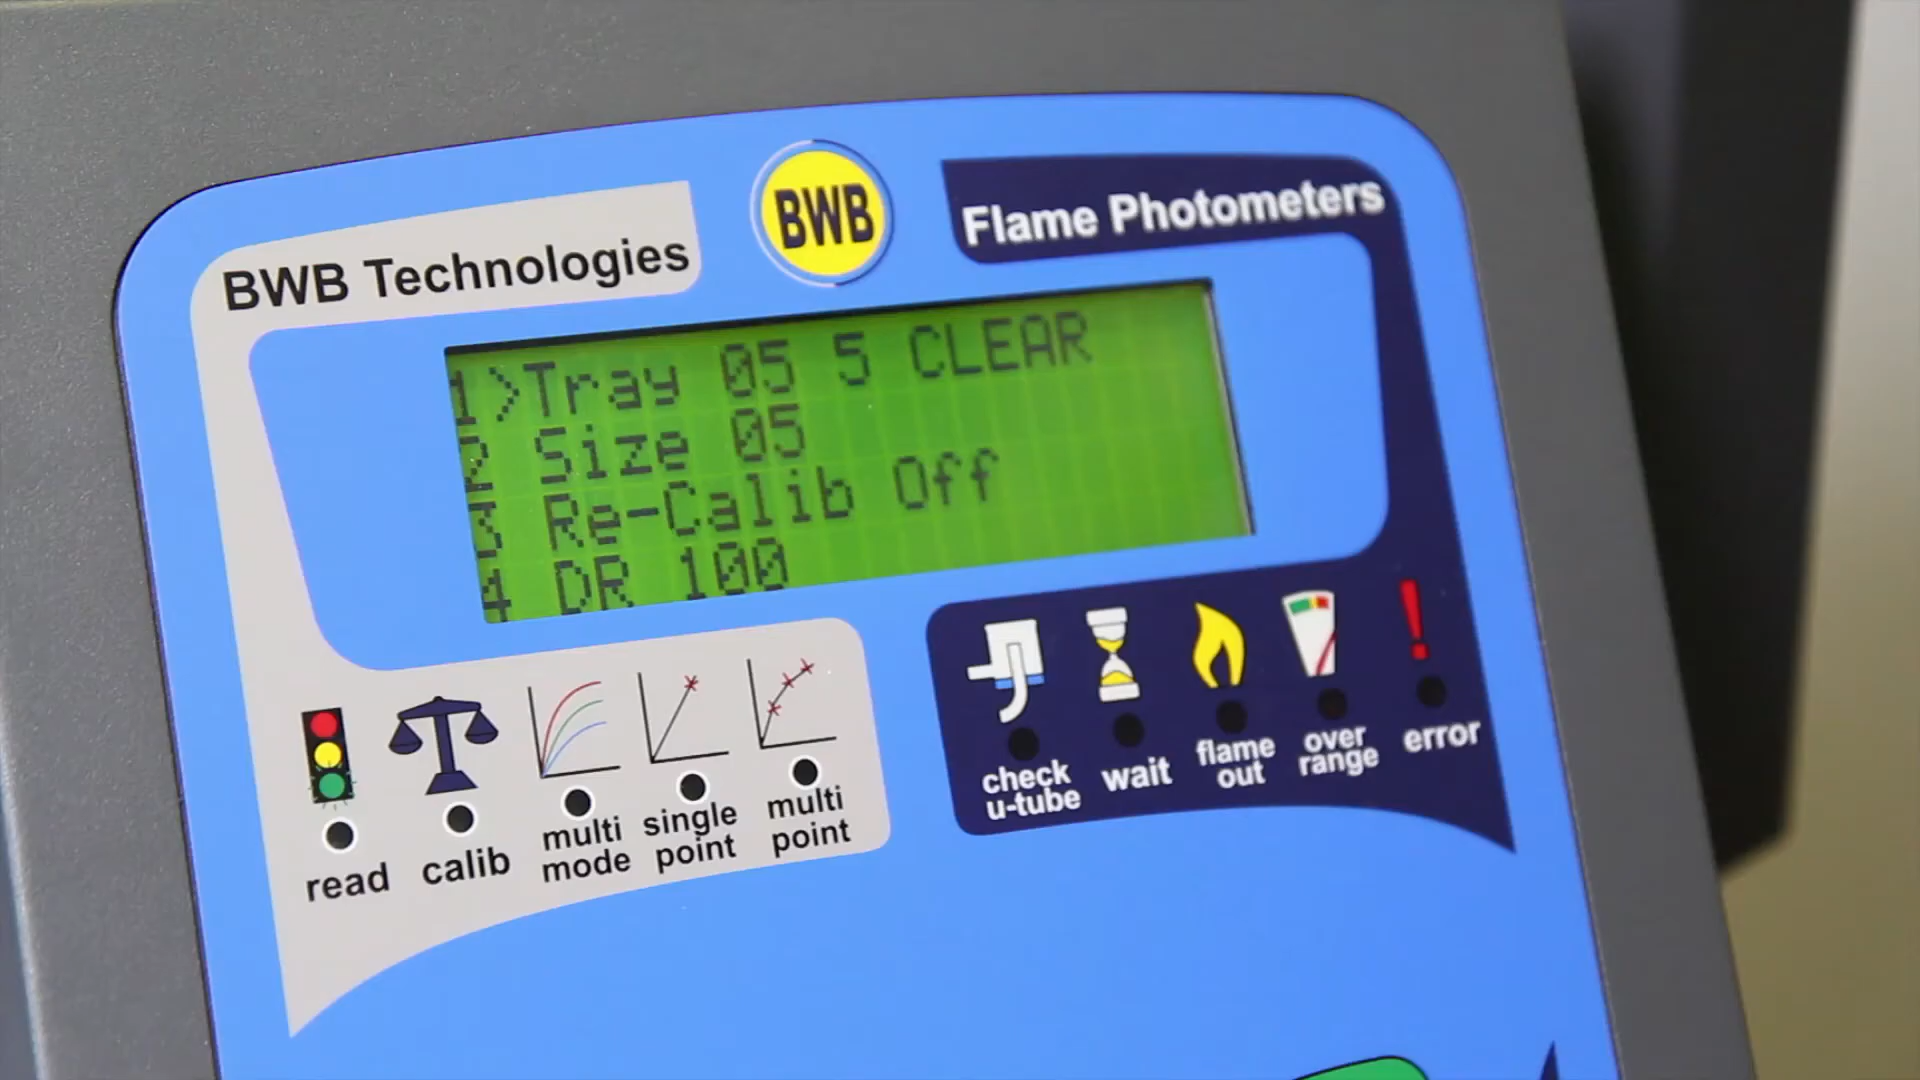 BWB Technologies
BWB
Flame Photometers
1>Tray 05 5 CLEAR
2 Size 05
3 Re-Calib Off
4 DR 100
read
calib
multi
mode
single
point
multi
point
check
u-tube
wait
flame
out
over
range
error